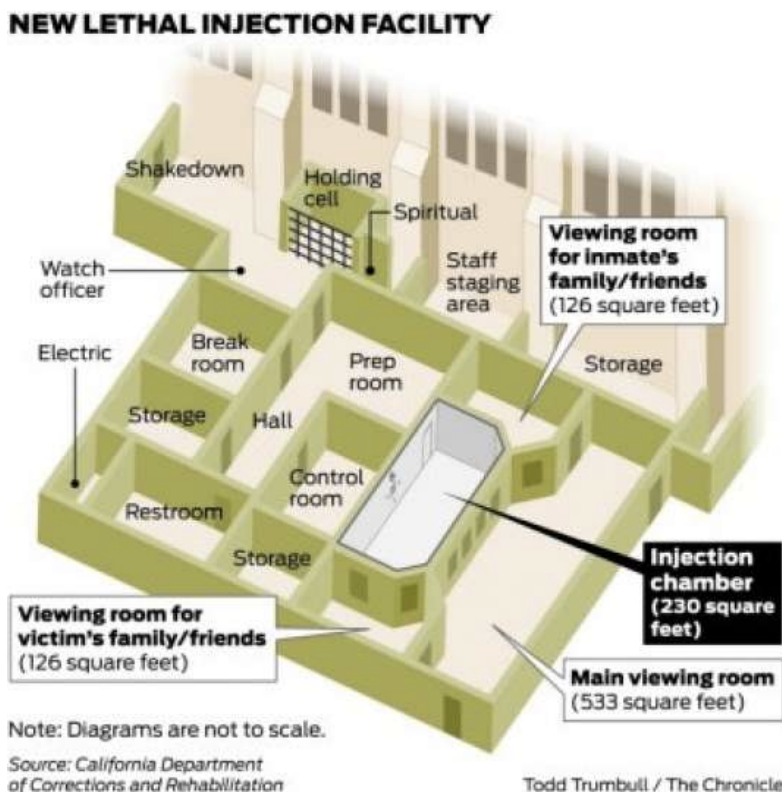 NEW LETHAL INJECTION FACILITY
Shakedown
Holding
cell
Spiritual
Viewing room
for inmate's
family/friends
(126 square feet)
Watch
officer
Staff
staging
area
Electric
Break
room
Prep
room
Storage
Storage
Hall
Control
room
Restroom
Storage
Injection
chamber
(230 square
feet)
Viewing room for
victim's family/friends
(126 square feet)
Main viewing room
(533 square feet)
Note: Diagrams are not to scale.
Source: California Department
of Corrections and Rehabilitation
Todd Trumbull / The Chronicle